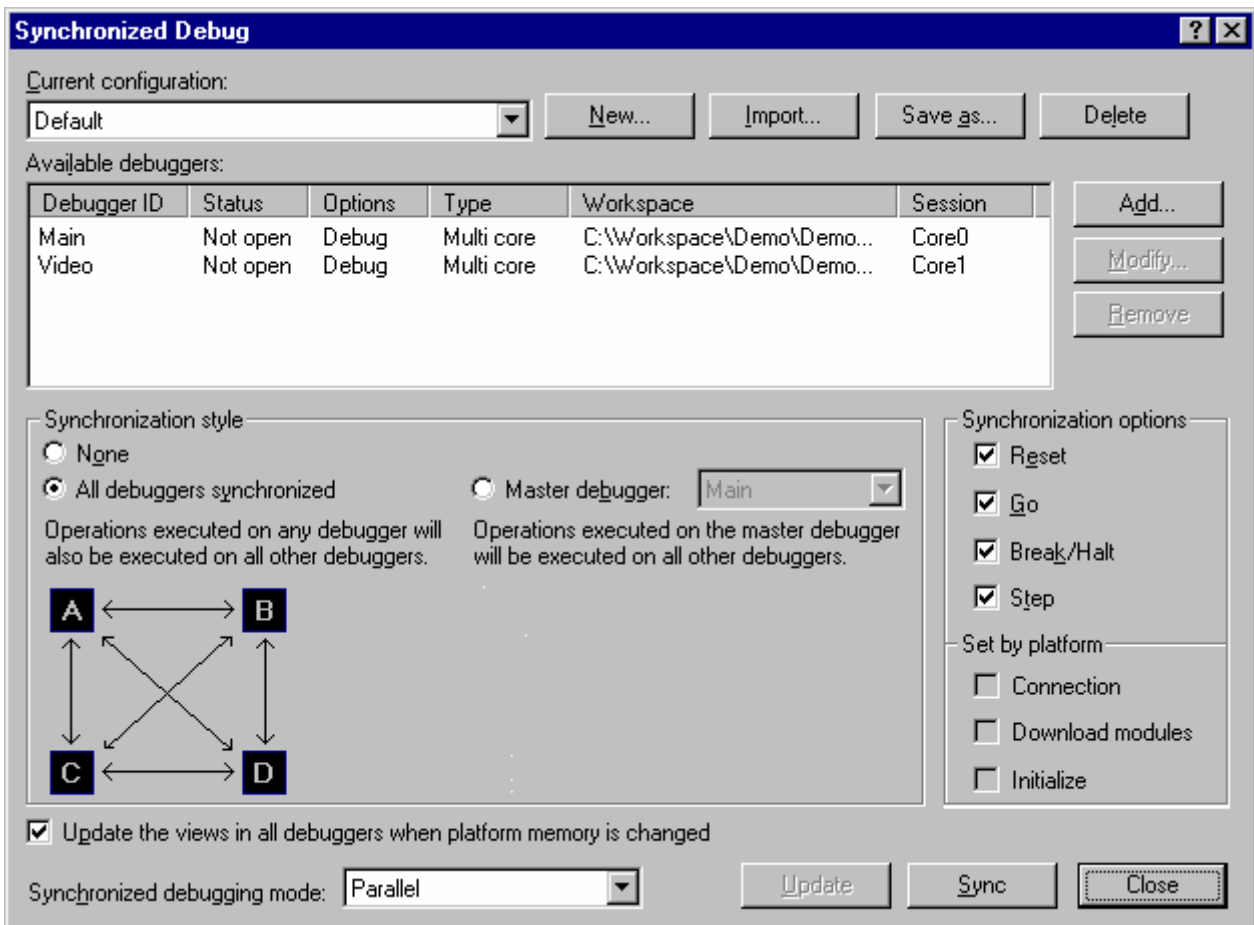 Synchronized Debug
Current configuration:
Default
New...
Import...
Save as...
Delete
Available debuggers:
Debugger ID Status Options Type Workspace Session
Main Not open Debug Multi core C:\Workspace\Demo\Demo... Core0
Video Not open Debug Multi core C:\Workspace\Demo\Demo... Core1
Add...
Modify...
Remove
Synchronization style
None
All debuggers synchronized
Operations executed on any debugger will
also be executed on all other debuggers.
Master debugger: Main
Operations executed on the master debugger
will be executed on all other debuggers.
A B
C D
Synchronization options
Reset
Go
Break/Halt
Step
Set by platform
Connection
Download modules
Initialize
Update the views in all debuggers when platform memory is changed
Synchronized debugging mode: Parallel
Update
Sync
Close